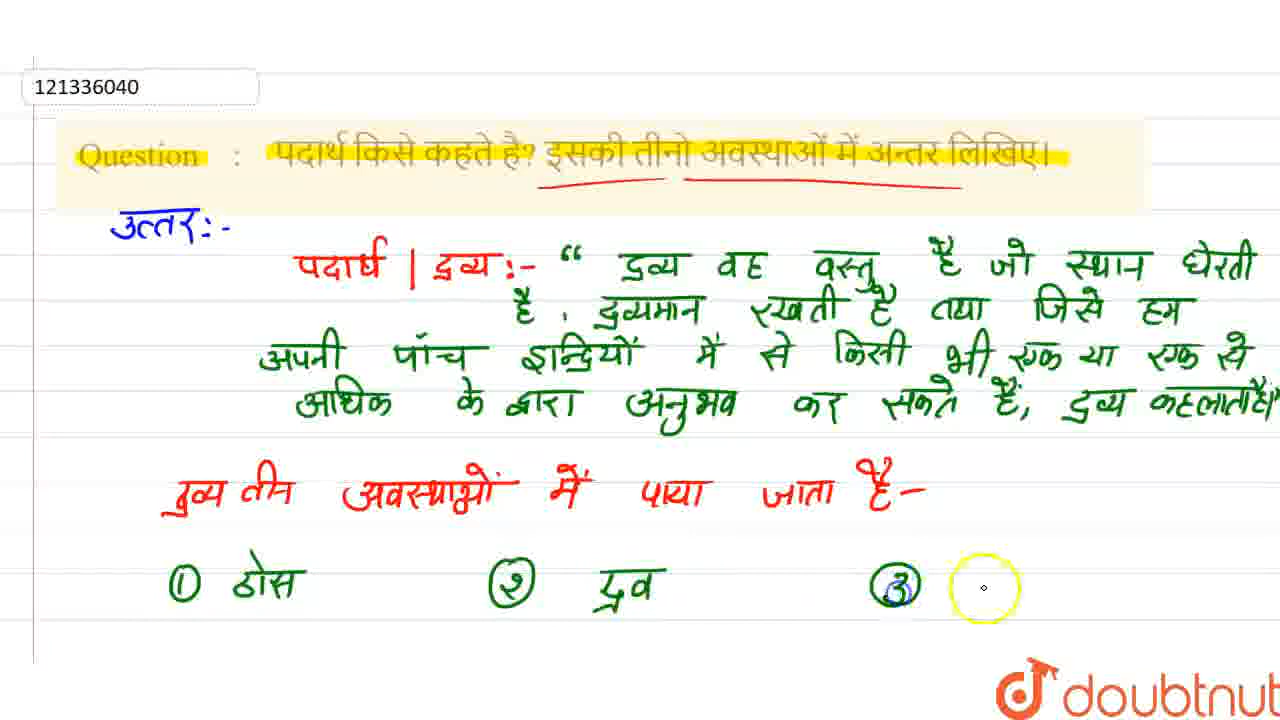 121336040
Question : पदार्थ किसे कहते है? इसकी तीनो अवस्थाओं में अन्तर लिखिए।
उत्तर:-
पदार्थ | द्रव्य :- “ द्रव्य वह वस्तु है जो स्थान घेरती
है, द्रव्यमान रखती है तथा जिसे हम
अपनी पाँच इन्द्रियों में से किसी भी एक या एक से
अधिक के द्वारा अनुभव कर सकते हैं, द्रव्य कहलाता है।"
द्रव्य तीन अवस्थाओं में पाया जाता है -
① ठोस ② द्रव ③
doubtnut